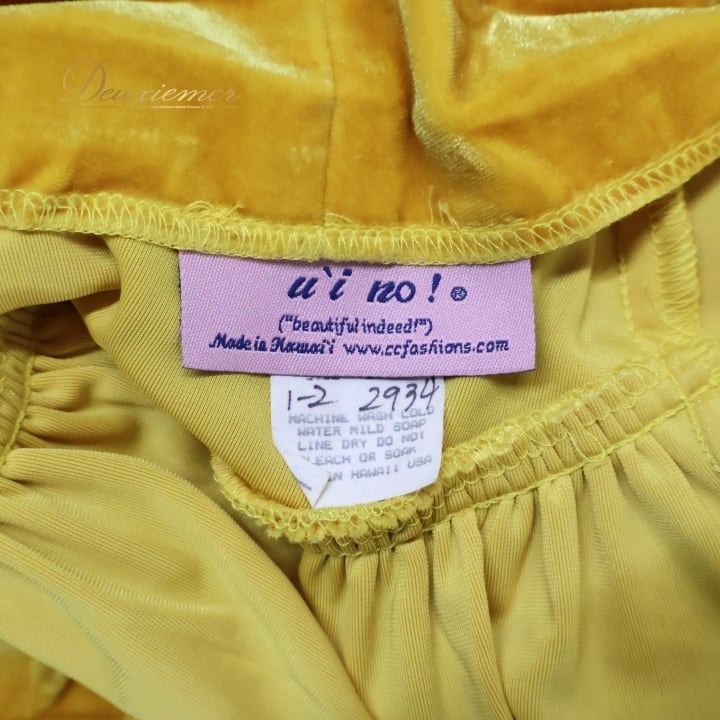 Deuxiemer
u`i no! ®
("beautiful indeed!")
Made in Hawai'i www.ccfashions.com
1-2 2934
MACHINE WASH COLD
WATER MILD SOAP
LINE DRY DO NOT
LEACH OR SOAK
IN HAWAII USA